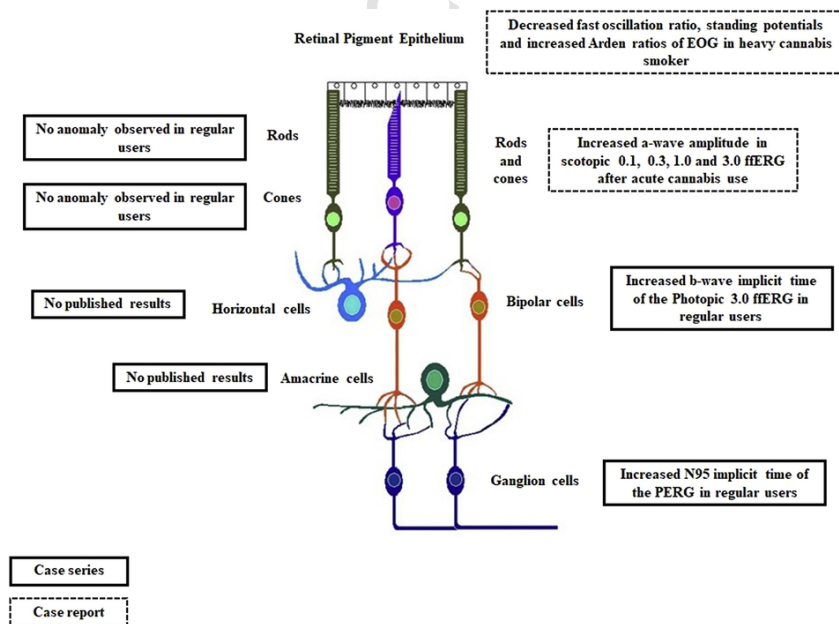 Retinal Pigment Epithelium
Decreased fast oscillation ratio, standing potentials
and increased Arden ratios of EOG in heavy cannabis
smoker
No anomaly observed in regular
users
Rods
Rods
and
cones
Increased a-wave amplitude in
scotopic 0.1, 0.3, 1.0 and 3.0 ffERG
after acute cannabis use
No anomaly observed in regular
users
Cones
No published results
Horizontal cells
Bipolar cells
Increased b-wave implicit time
of the Photopic 3.0 ffERG in
regular users
No published results
Amacrine cells
Ganglion cells
Increased N95 implicit time of
the PERG in regular users
Case series
Case report